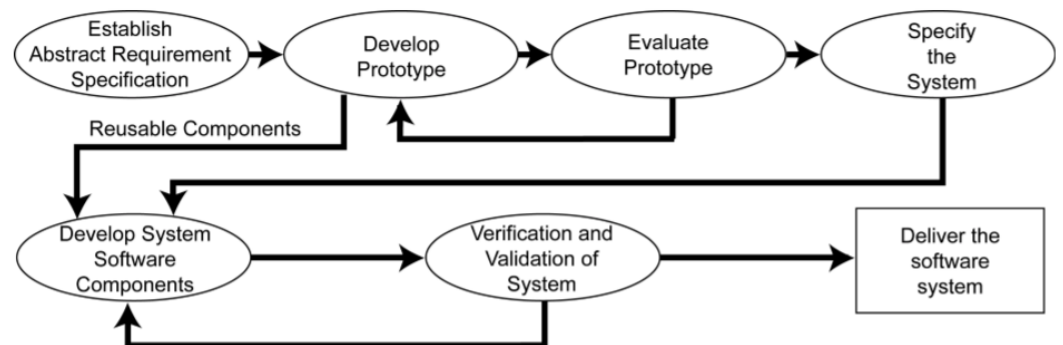 Establish
Abstract Requirement
Specification
Develop
Prototype
Evaluate
Prototype
Specify
the
System
Reusable Components
Develop System
Software
Components
Verification and
Validation of
System
Deliver the
software
system